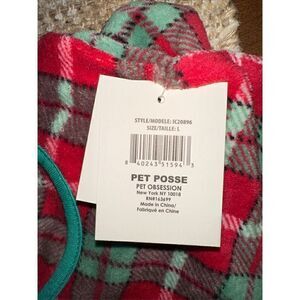 STYLE/MODELE: SC20896
SIZE/TAILLE: L
8 40243 51594 3
PET POSSE
PET OBSESSION
New York NY 10018
RN#163699
Made in China/
Fabriqué en Chine